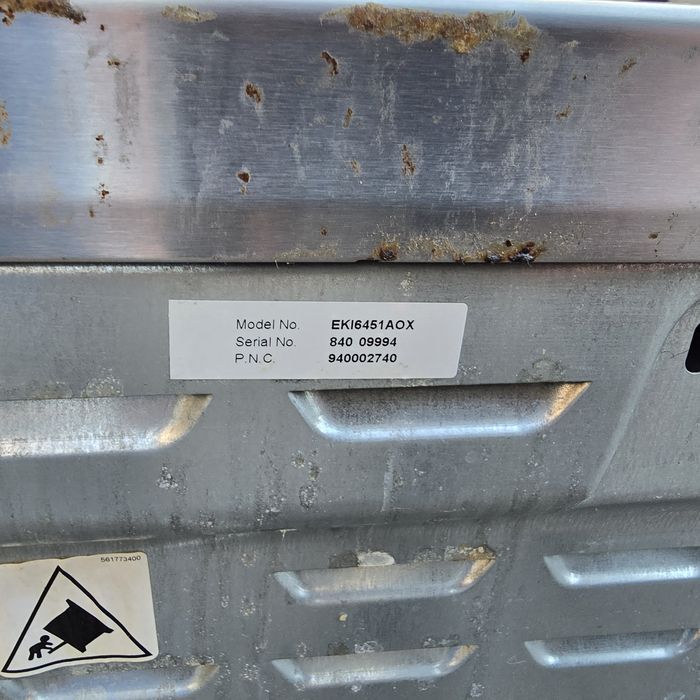 Model No. EKI6451AOX
Serial No. 840 09994
P.N.C. 940002740
561773400